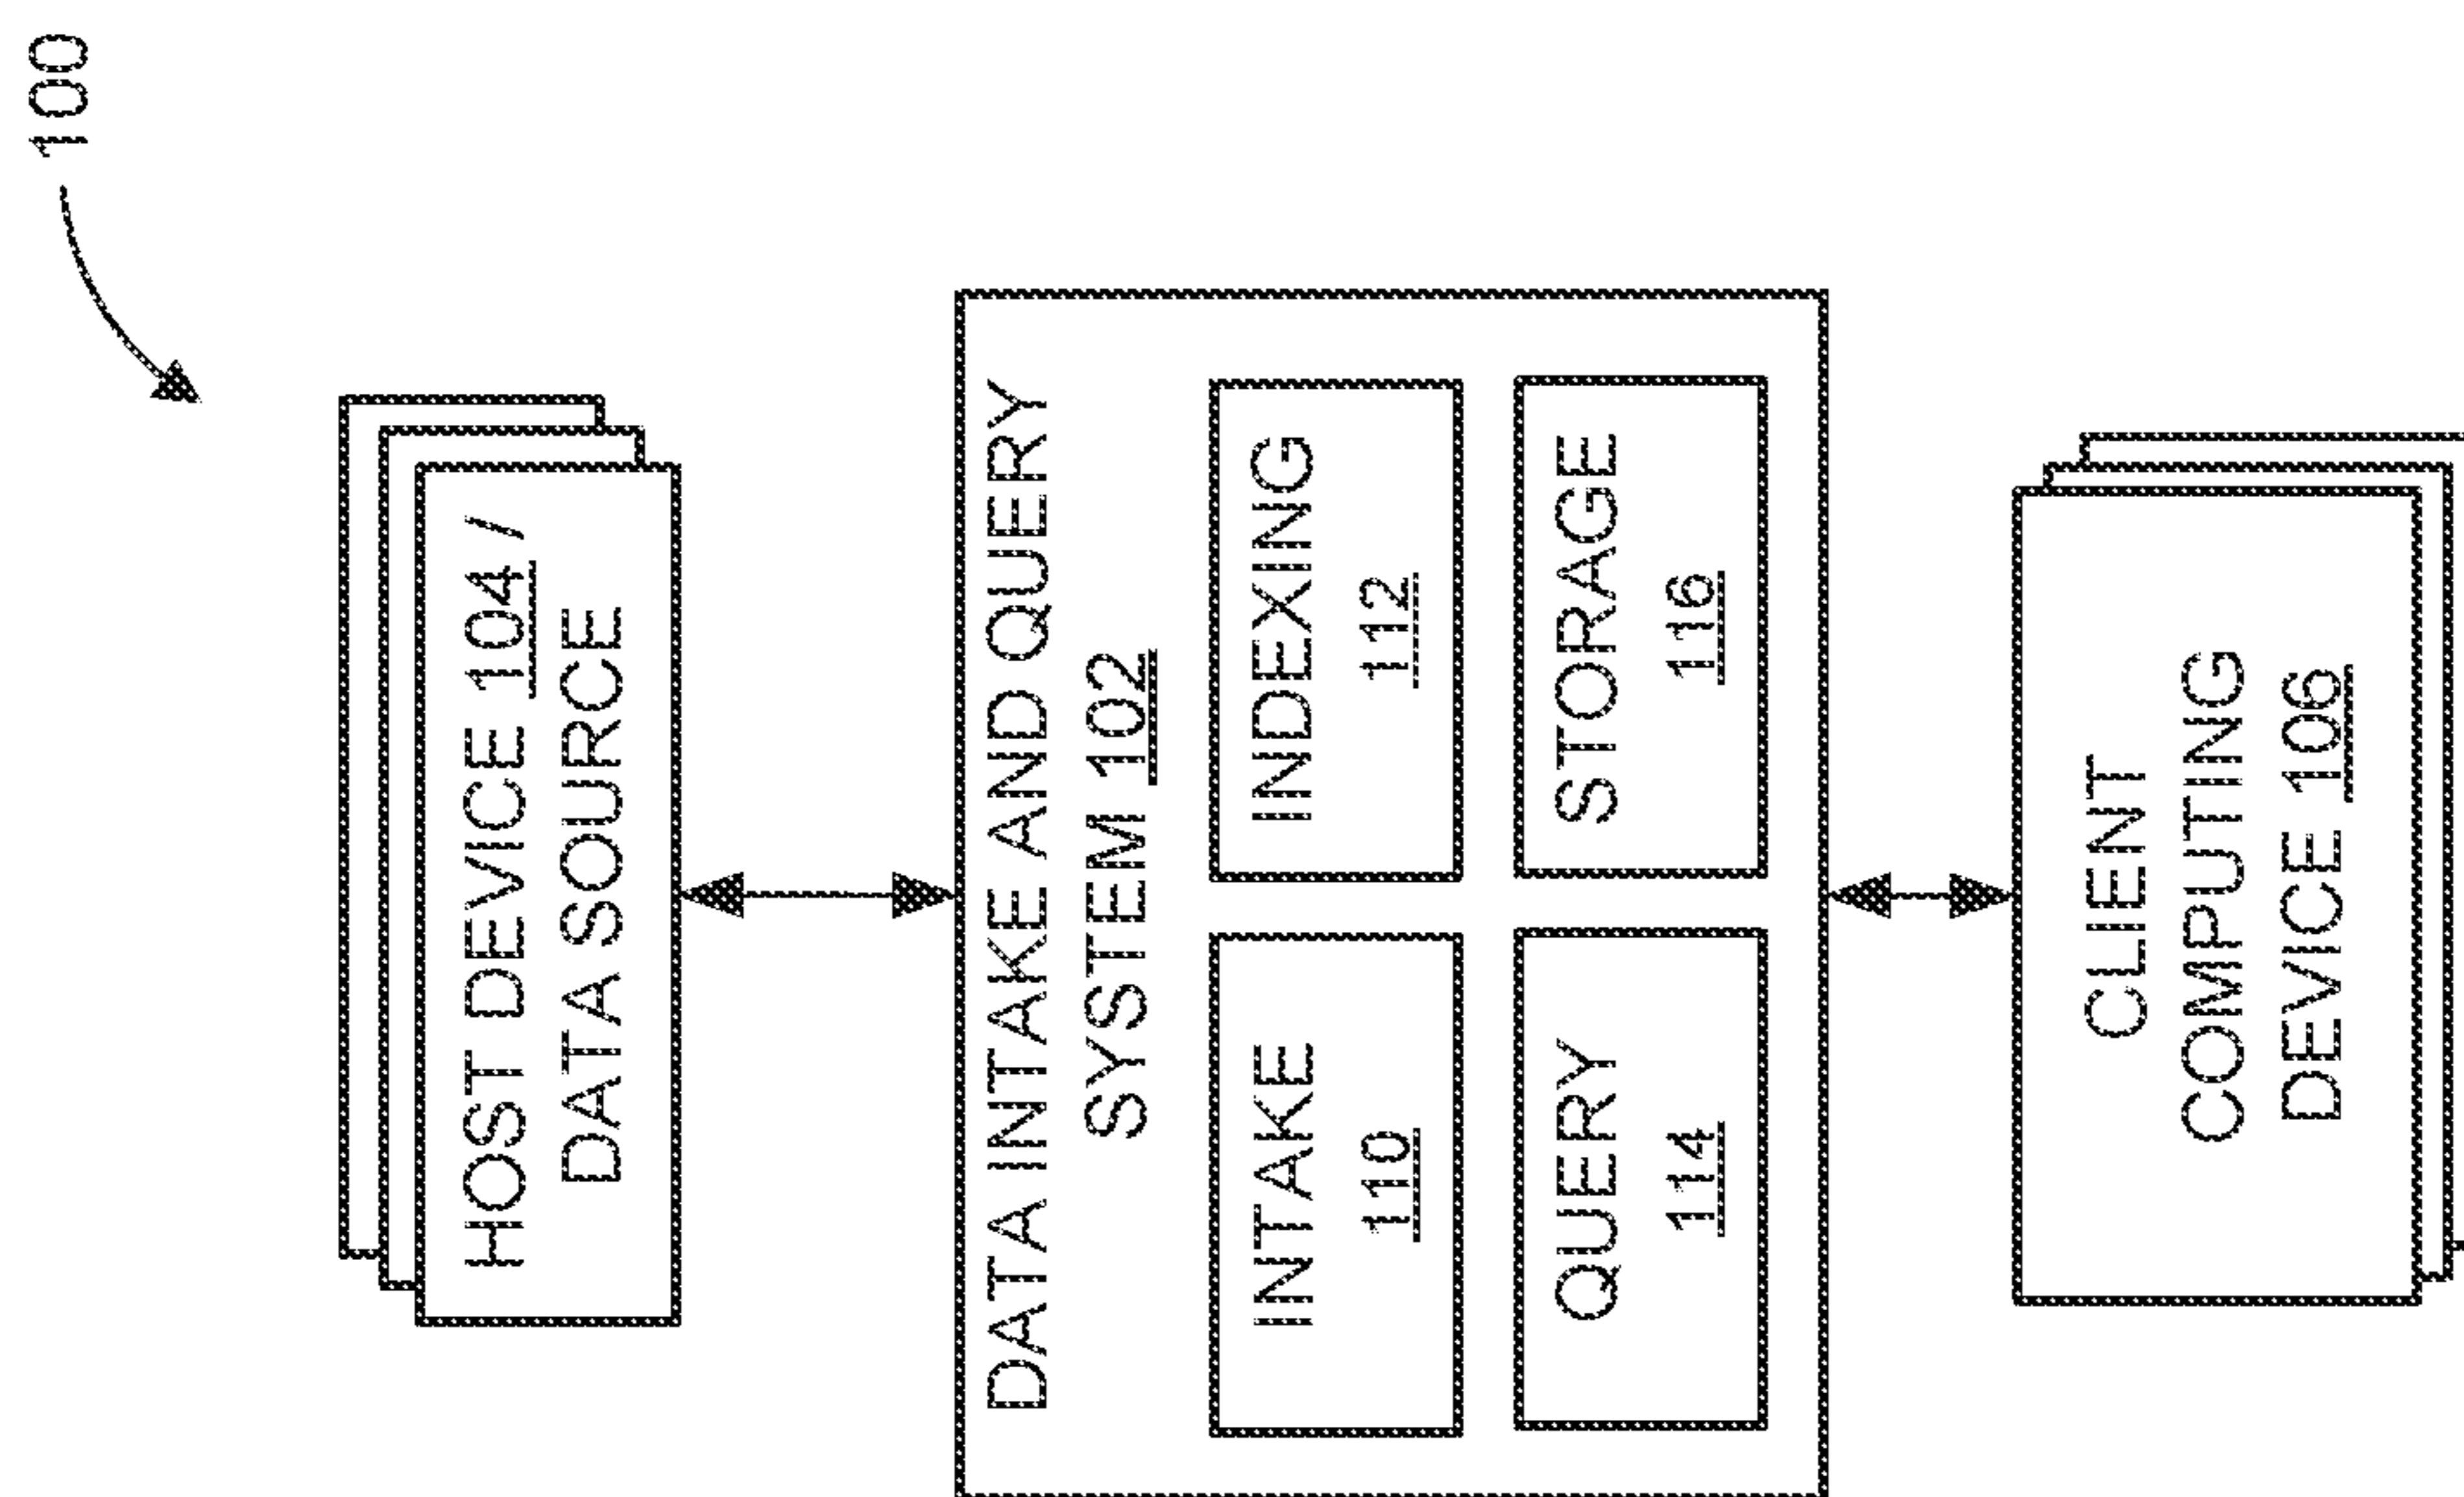 100
HOST DEVICE 104 /
DATA SOURCE
DATA INTAKE AND QUERY
SYSTEM 102
INTAKE
110
INDEXING
112
QUERY
114
STORAGE
116
CLIENT
COMPUTING
DEVICE 106